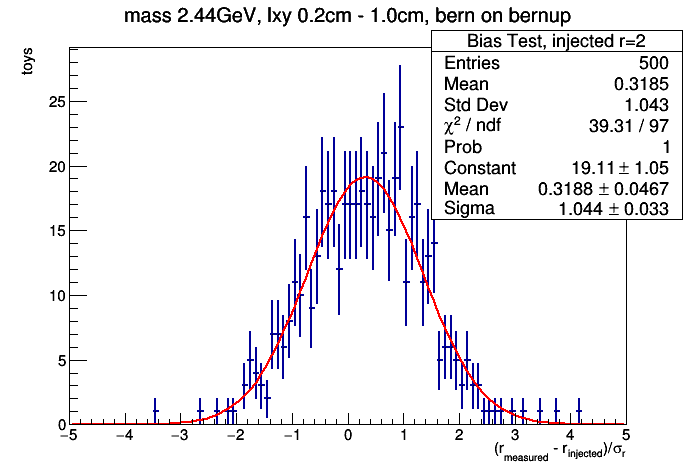 mass 2.44GeV, lxy 0.2cm - 1.0cm, bern on bernup
Bias Test, injected r=2
Entries 500
Mean 0.3185
Std Dev 1.043
χ² / ndf 39.31 / 97
Prob 1
Constant 19.11 ± 1.05
Mean 0.3188 ± 0.0467
Sigma 1.044 ± 0.033
toys
25
20
15
10
5
0
−5 −4 −3 −2 −1 0 1 2 3 4 5
(r_measured - r_injected)/σ_r